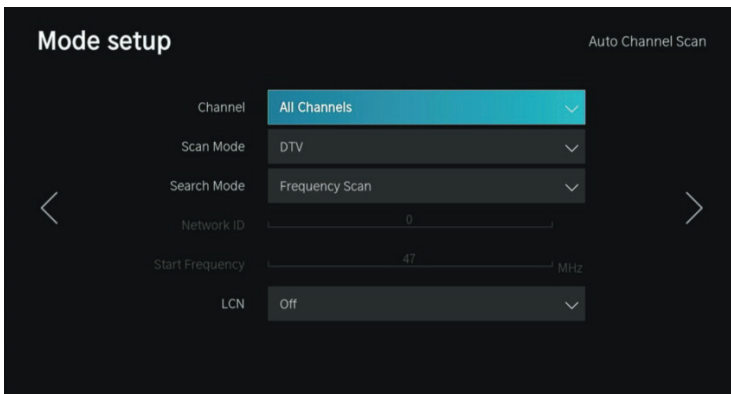 Mode setup
Auto Channel Scan
Channel All Channels
Scan Mode DTV
Search Mode Frequency Scan
Network ID 0
Start Frequency 47 MHz
LCN Off